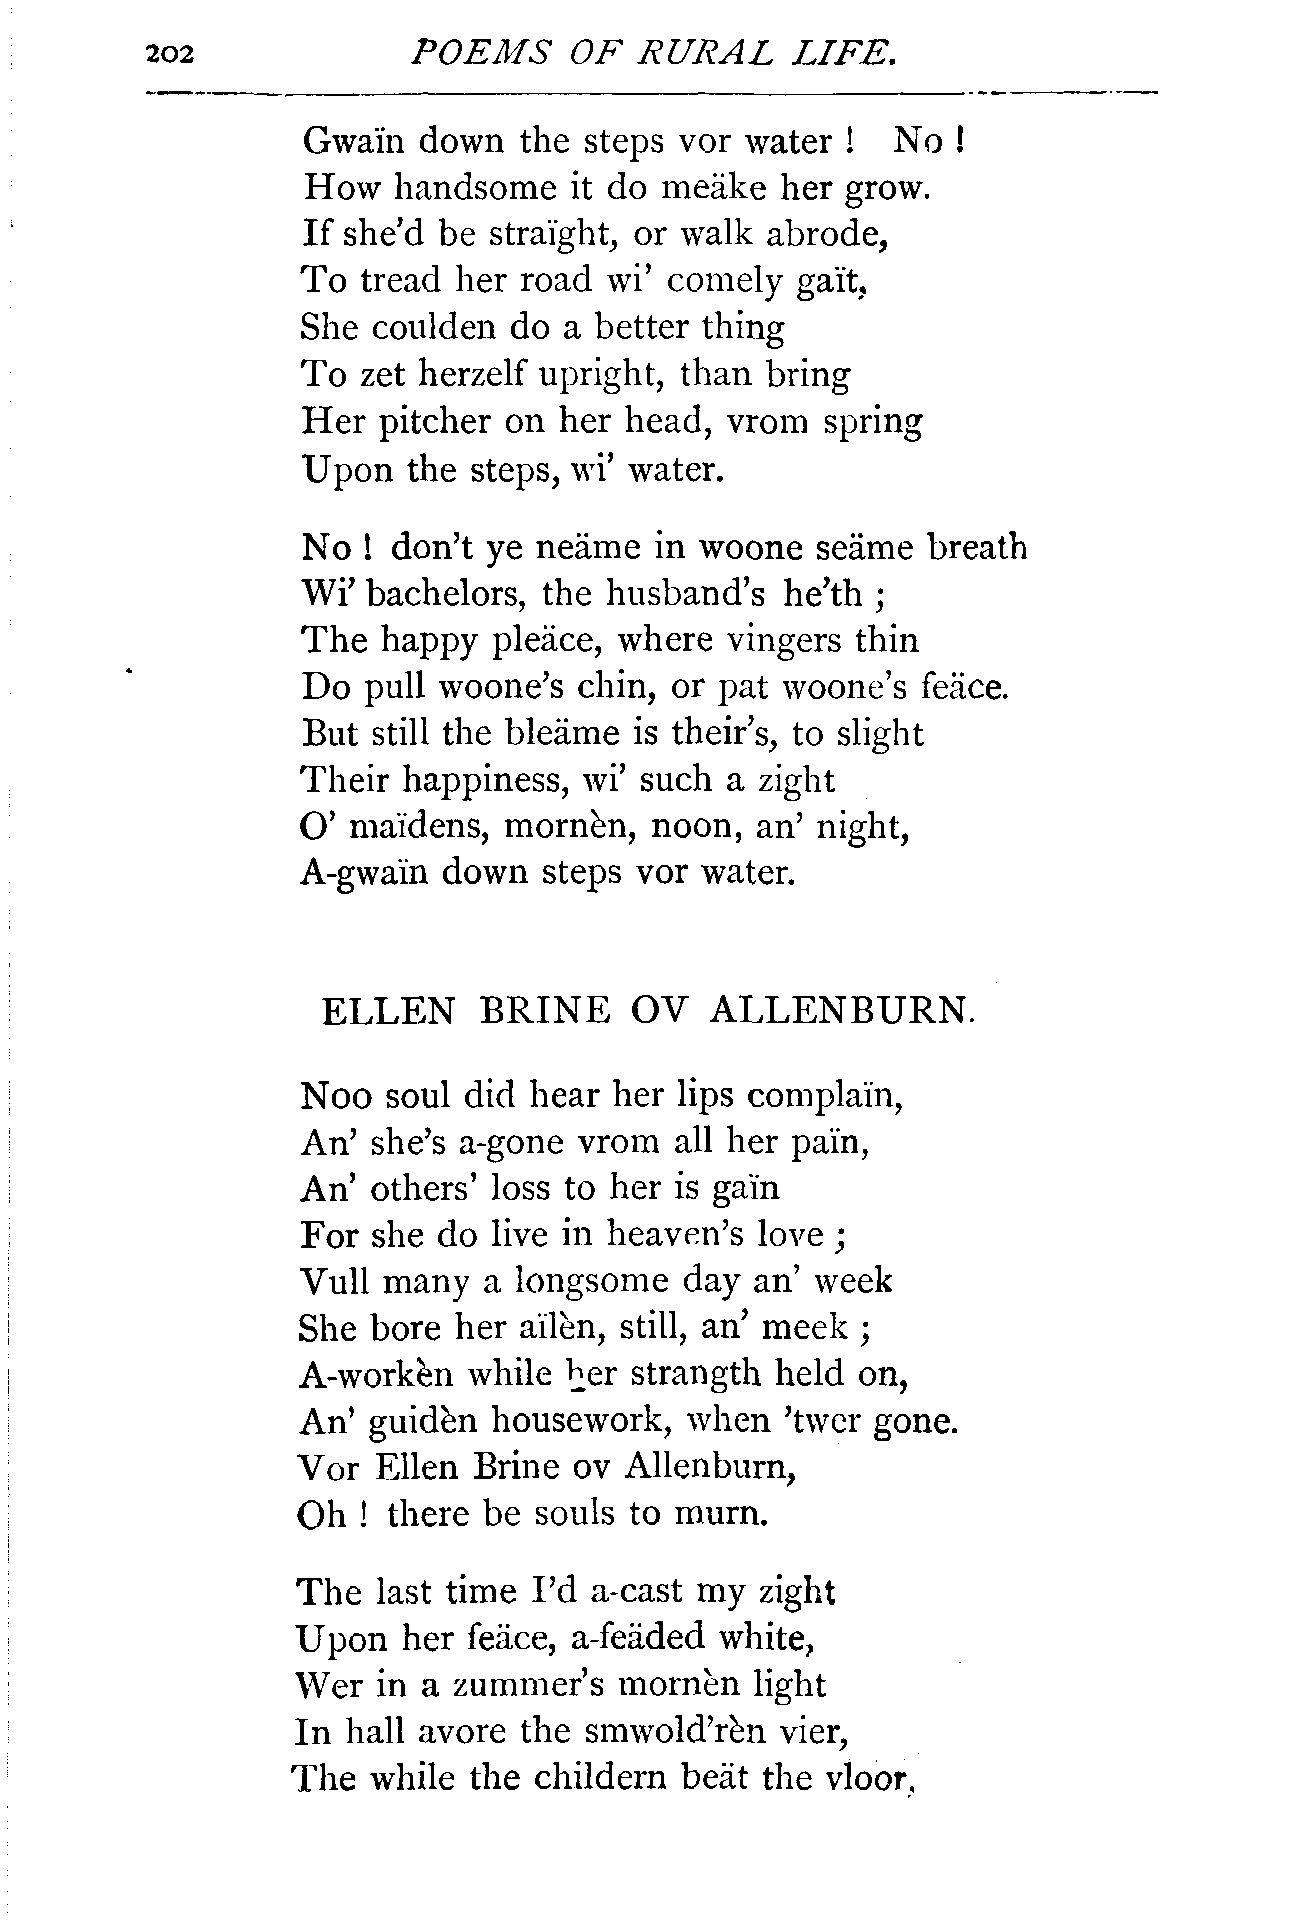 202 POEMS OF RURAL LIFE.
Gwaïn down the steps vor water ! No !
How handsome it do meäke her grow.
If she'd be straïght, or walk abrode,
To tread her road wi' comely gaït,
She coulden do a better thing
To zet herzelf upright, than bring
Her pitcher on her head, vrom spring
Upon the steps, wi' water.
No ! don't ye neäme in woone seäme breath
Wi' bachelors, the husband's he'th ;
The happy pleäce, where vingers thin
Do pull woone's chin, or pat woone's feäce.
But still the bleäme is their's, to slight
Their happiness, wi' such a zight
O' maïdens, mornèn, noon, an' night,
A-gwaïn down steps vor water.
ELLEN BRINE OV ALLENBURN.
Noo soul did hear her lips complaïn,
An' she's a-gone vrom all her païn,
An' others' loss to her is gaïn
For she do live in heaven's love ;
Vull many a longsome day an' week
She bore her aïlèn, still, an' meek ;
A-workèn while her strangth held on,
An' guidèn housework, when 'twer gone.
Vor Ellen Brine ov Allenburn,
Oh ! there be souls to murn.
The last time I'd a-cast my zight
Upon her feäce, a-feäded white,
Wer in a zummer's mornèn light
In hall avore the smwold'rèn vier,
The while the childern beät the vloor,